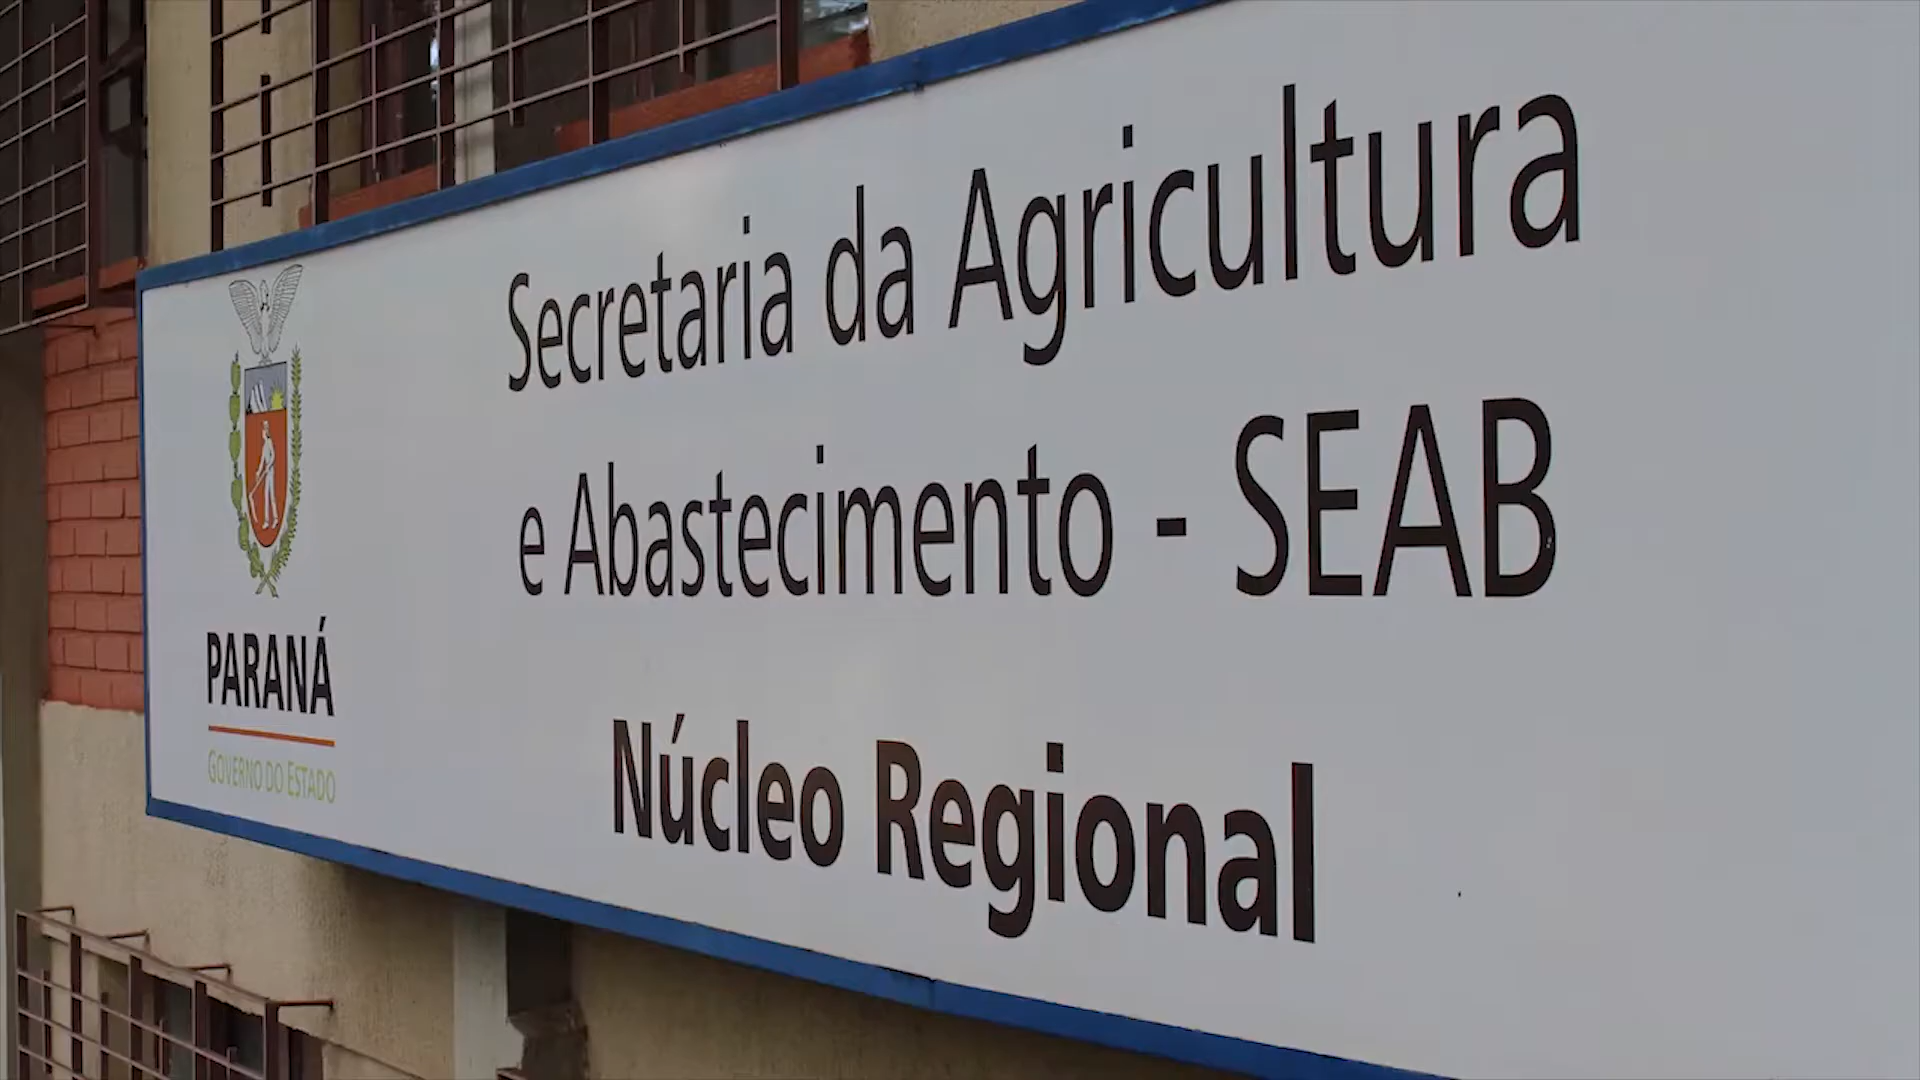 Secretaria da Agricultura
e Abastecimento - SEAB
Núcleo Regional
PARANÁ
GOVERNO DO ESTADO